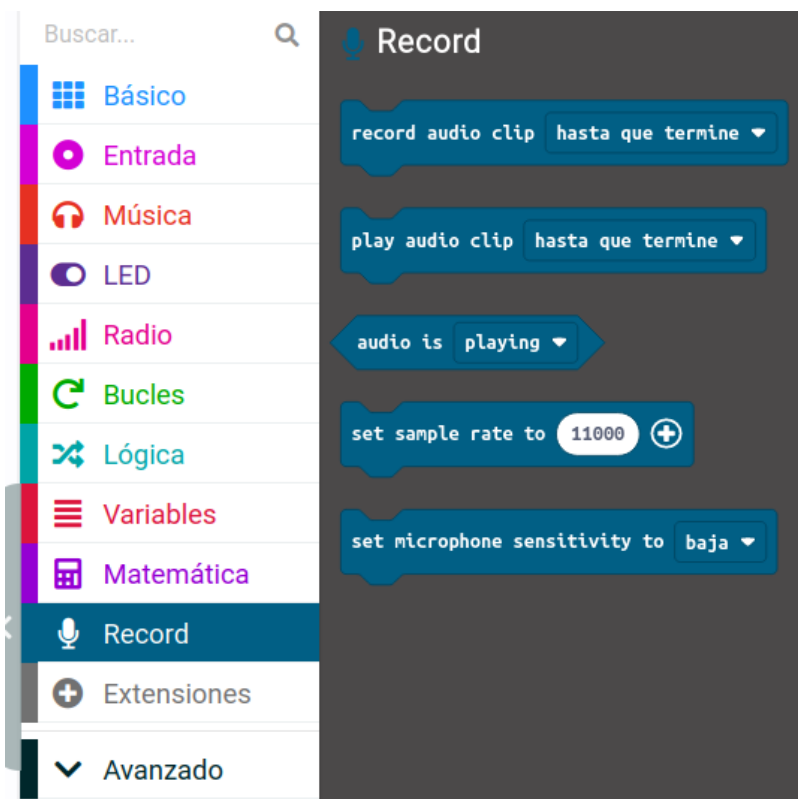 Buscar...
Básico
Entrada
Música
LED
Radio
Bucles
Lógica
Variables
Matemática
Record
Extensiones
Avanzado
Record
record audio clip hasta que termine
play audio clip hasta que termine
audio is playing
set sample rate to 11000
set microphone sensitivity to baja